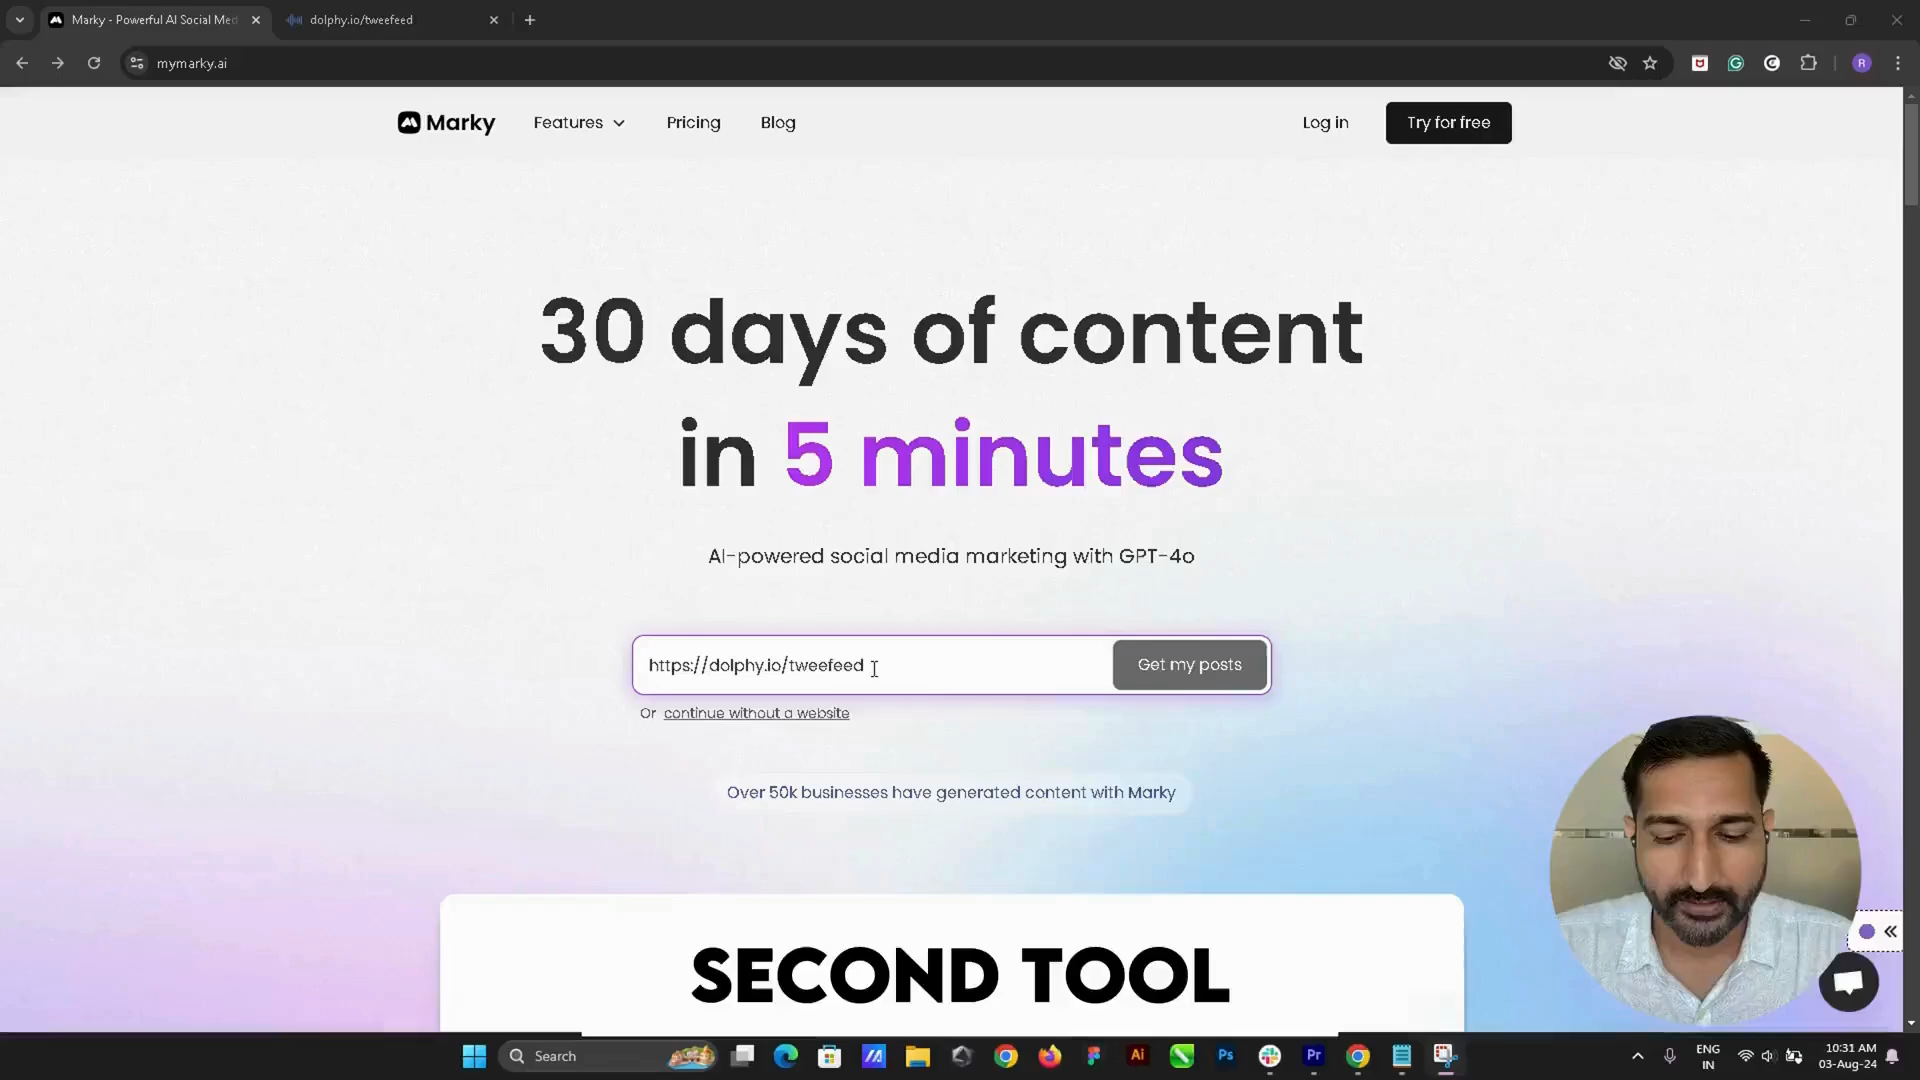 Marky - Powerful AI Social Med
dolphy.io/tweefeed
mymarky.ai
R
Marky
Features
Pricing
Blog
Log in
Try for free
30 days of content
in 5 minutes
AI-powered social media marketing with GPT-4o
https://dolphy.io/tweefeed
Get my posts
Or continue without a website
Over 50k businesses have generated content with Marky
SECOND TOOL
Search
Ai
Ps
Pr
ENG
IN
10:31 AM
03-Aug-24